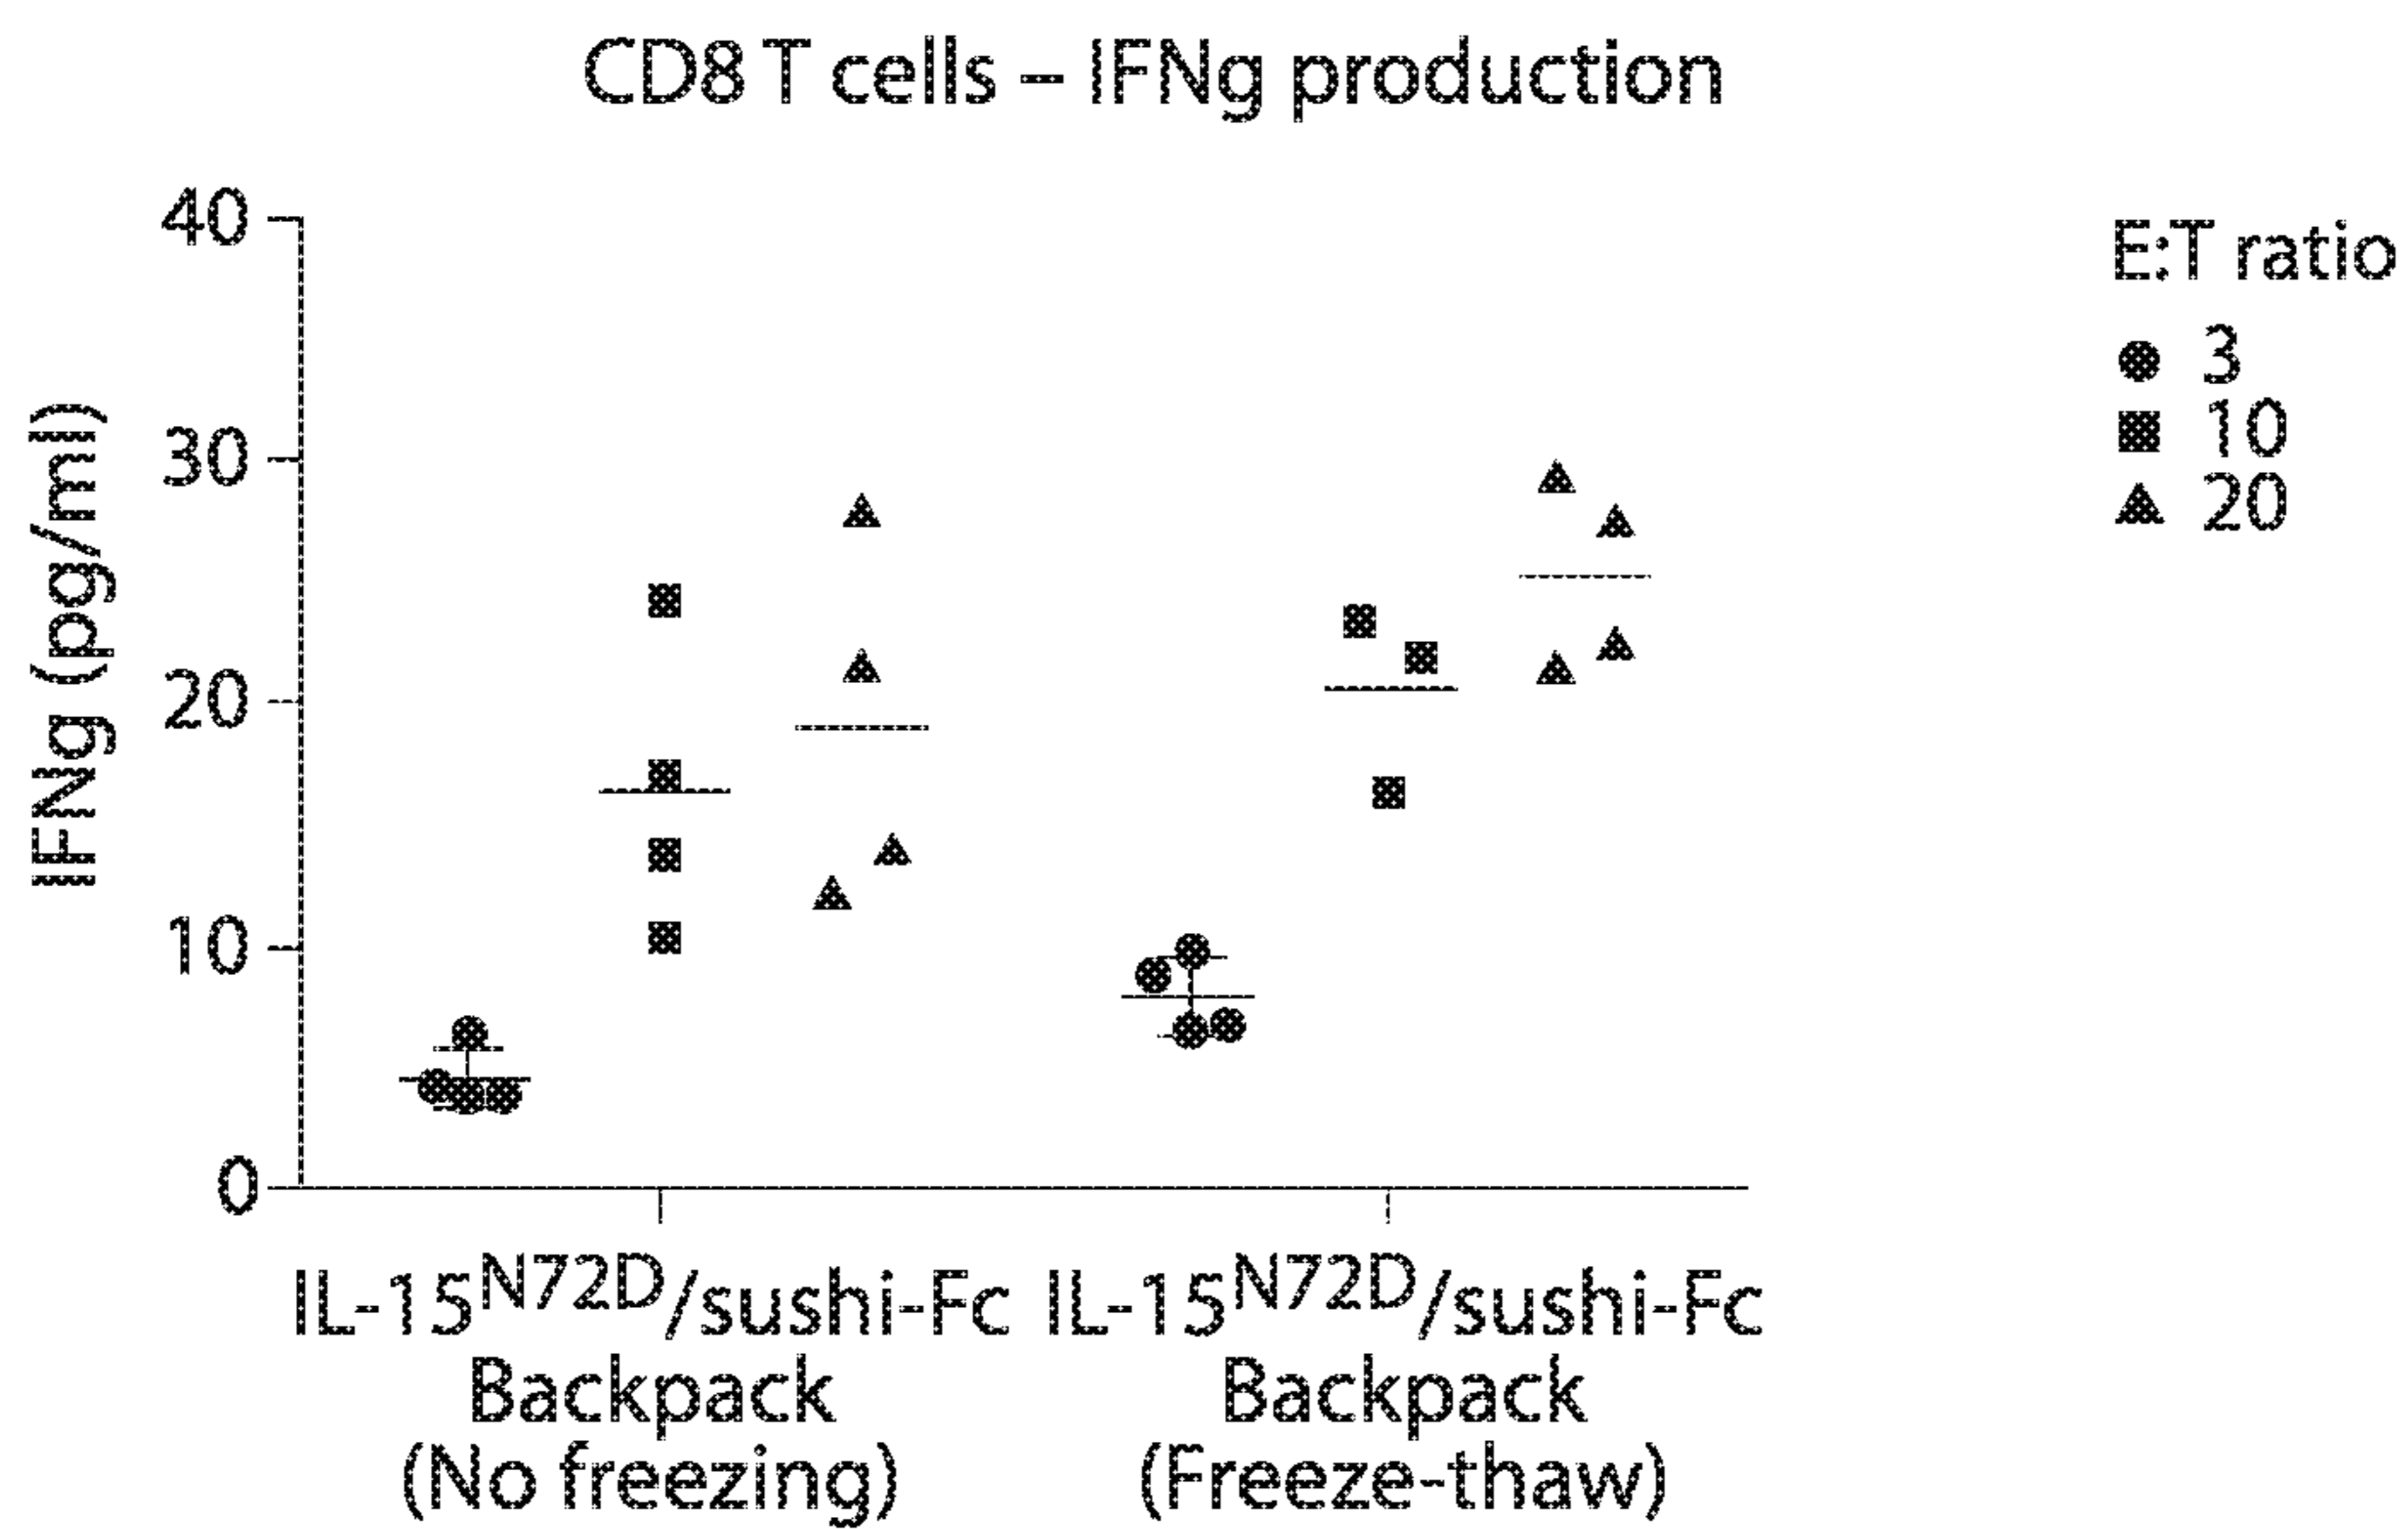 CD8 T cells – IFNg production
IFNg (pg/ml)
40
30
20
10
0
E:T ratio
3
10
20
IL-15N72D/sushi-Fc
Backpack
(No freezing)
IL-15N72D/sushi-Fc
Backpack
(Freeze-thaw)